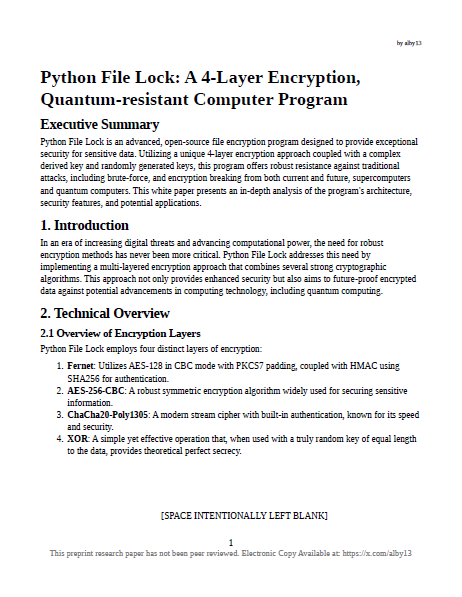 by alby13
Python File Lock: A 4-Layer Encryption,
Quantum-resistant Computer Program
Executive Summary
Python File Lock is an advanced, open-source file encryption program designed to provide exceptional
security for sensitive data. Utilizing a unique 4-layer encryption approach coupled with a complex
derived key and randomly generated keys, this program offers robust resistance against traditional
attacks, including brute-force, and encryption breaking from both current and future, supercomputers
and quantum computers. This white paper presents an in-depth analysis of the program's architecture,
security features, and potential applications.
1. Introduction
In an era of increasing digital threats and advancing computational power, the need for robust
encryption methods has never been more critical. Python File Lock addresses this need by
implementing a multi-layered encryption approach that combines several strong cryptographic
algorithms. This approach not only provides enhanced security but also aims to future-proof encrypted
data against potential advancements in computing technology, including quantum computing.
2. Technical Overview
2.1 Overview of Encryption Layers
Python File Lock employs four distinct layers of encryption:
1. Fernet: Utilizes AES-128 in CBC mode with PKCS7 padding, coupled with HMAC using
SHA256 for authentication.
2. AES-256-CBC: A robust symmetric encryption algorithm widely used for securing sensitive
information.
3. ChaCha20-Poly1305: A modern stream cipher with built-in authentication, known for its speed
and security.
4. XOR: A simple yet effective operation that, when used with a truly random key of equal length
to the data, provides theoretical perfect secrecy.
[SPACE INTENTIONALLY LEFT BLANK]
1
This preprint research paper has not been peer reviewed. Electronic Copy Available at: https://x.com/alby13